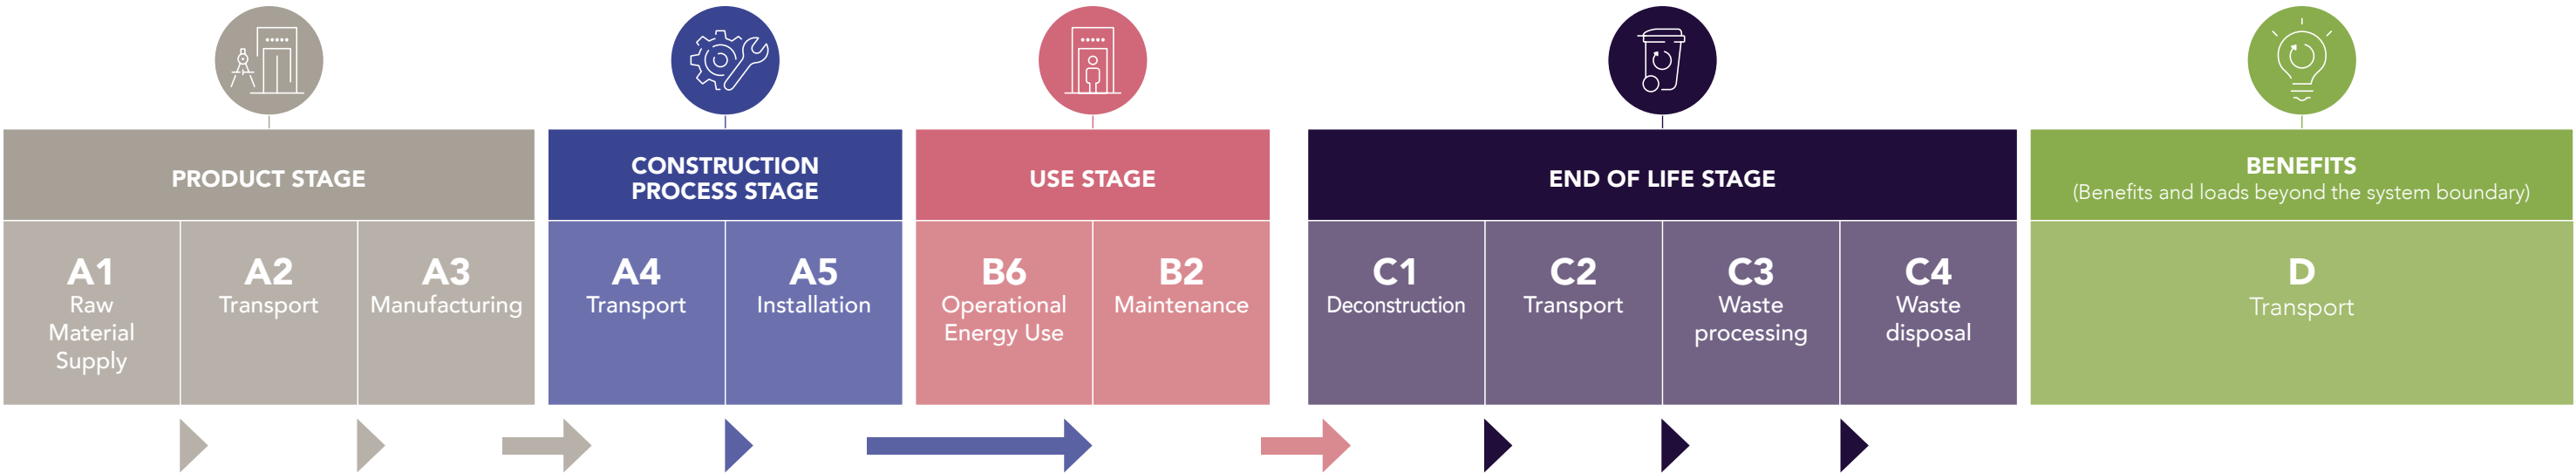 PRODUCT STAGE
A1
Raw
Material
Supply
A2
Transport
A3
Manufacturing
CONSTRUCTION
PROCESS STAGE
A4
Transport
A5
Installation
USE STAGE
B6
Operational
Energy Use
B2
Maintenance
END OF LIFE STAGE
C1
Deconstruction
C2
Transport
C3
Waste
processing
C4
Waste
disposal
BENEFITS
(Benefits and loads beyond the system boundary)
D
Transport